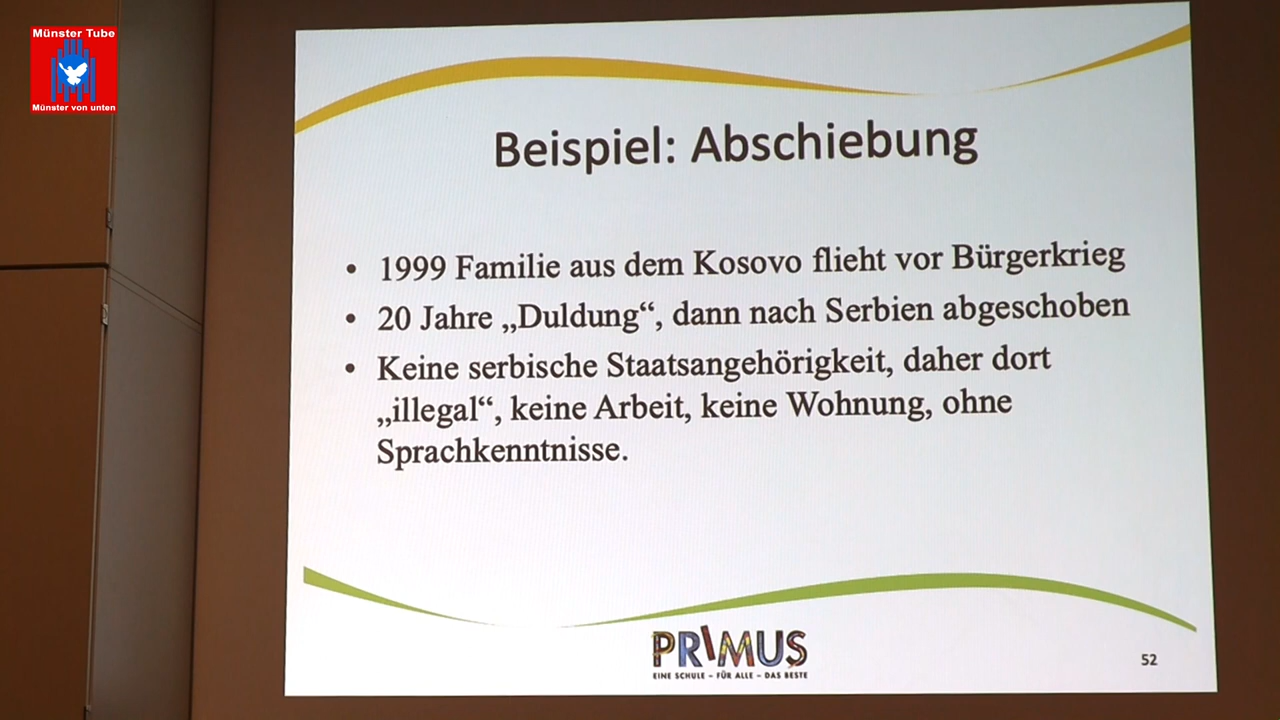 Münster Tube
Münster von unten
Beispiel: Abschiebung
• 1999 Familie aus dem Kosovo flieht vor Bürgerkrieg
• 20 Jahre „Duldung“, dann nach Serbien abgeschoben
• Keine serbische Staatsangehörigkeit, daher dort
„illegal“, keine Arbeit, keine Wohnung, ohne
Sprachkenntnisse.
PRIMUS
EINE SCHULE – FÜR ALLE – DAS BESTE
52